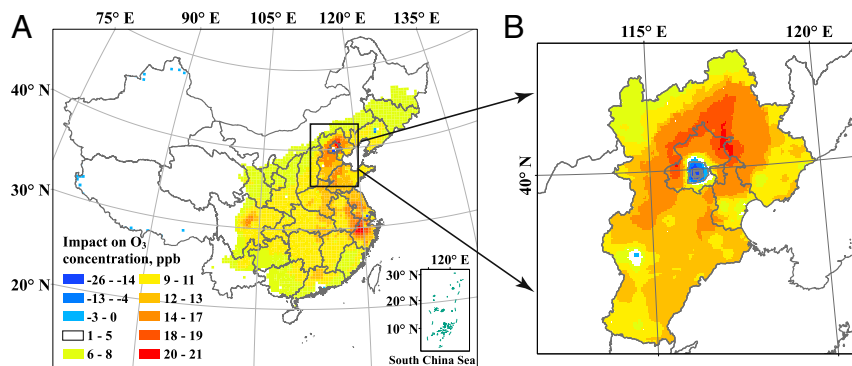 A
75° E
90° E
105° E
120° E
135° E
40° N
30° N
20° N
Impact on O3
concentration, ppb
-26 - -14
-13 - -4
-3 - 0
1 - 5
6 - 8
9 - 11
12 - 13
14 - 17
18 - 19
20 - 21
120° E
30° N
20° N
10° N
South China Sea
B
115° E
120° E
40° N